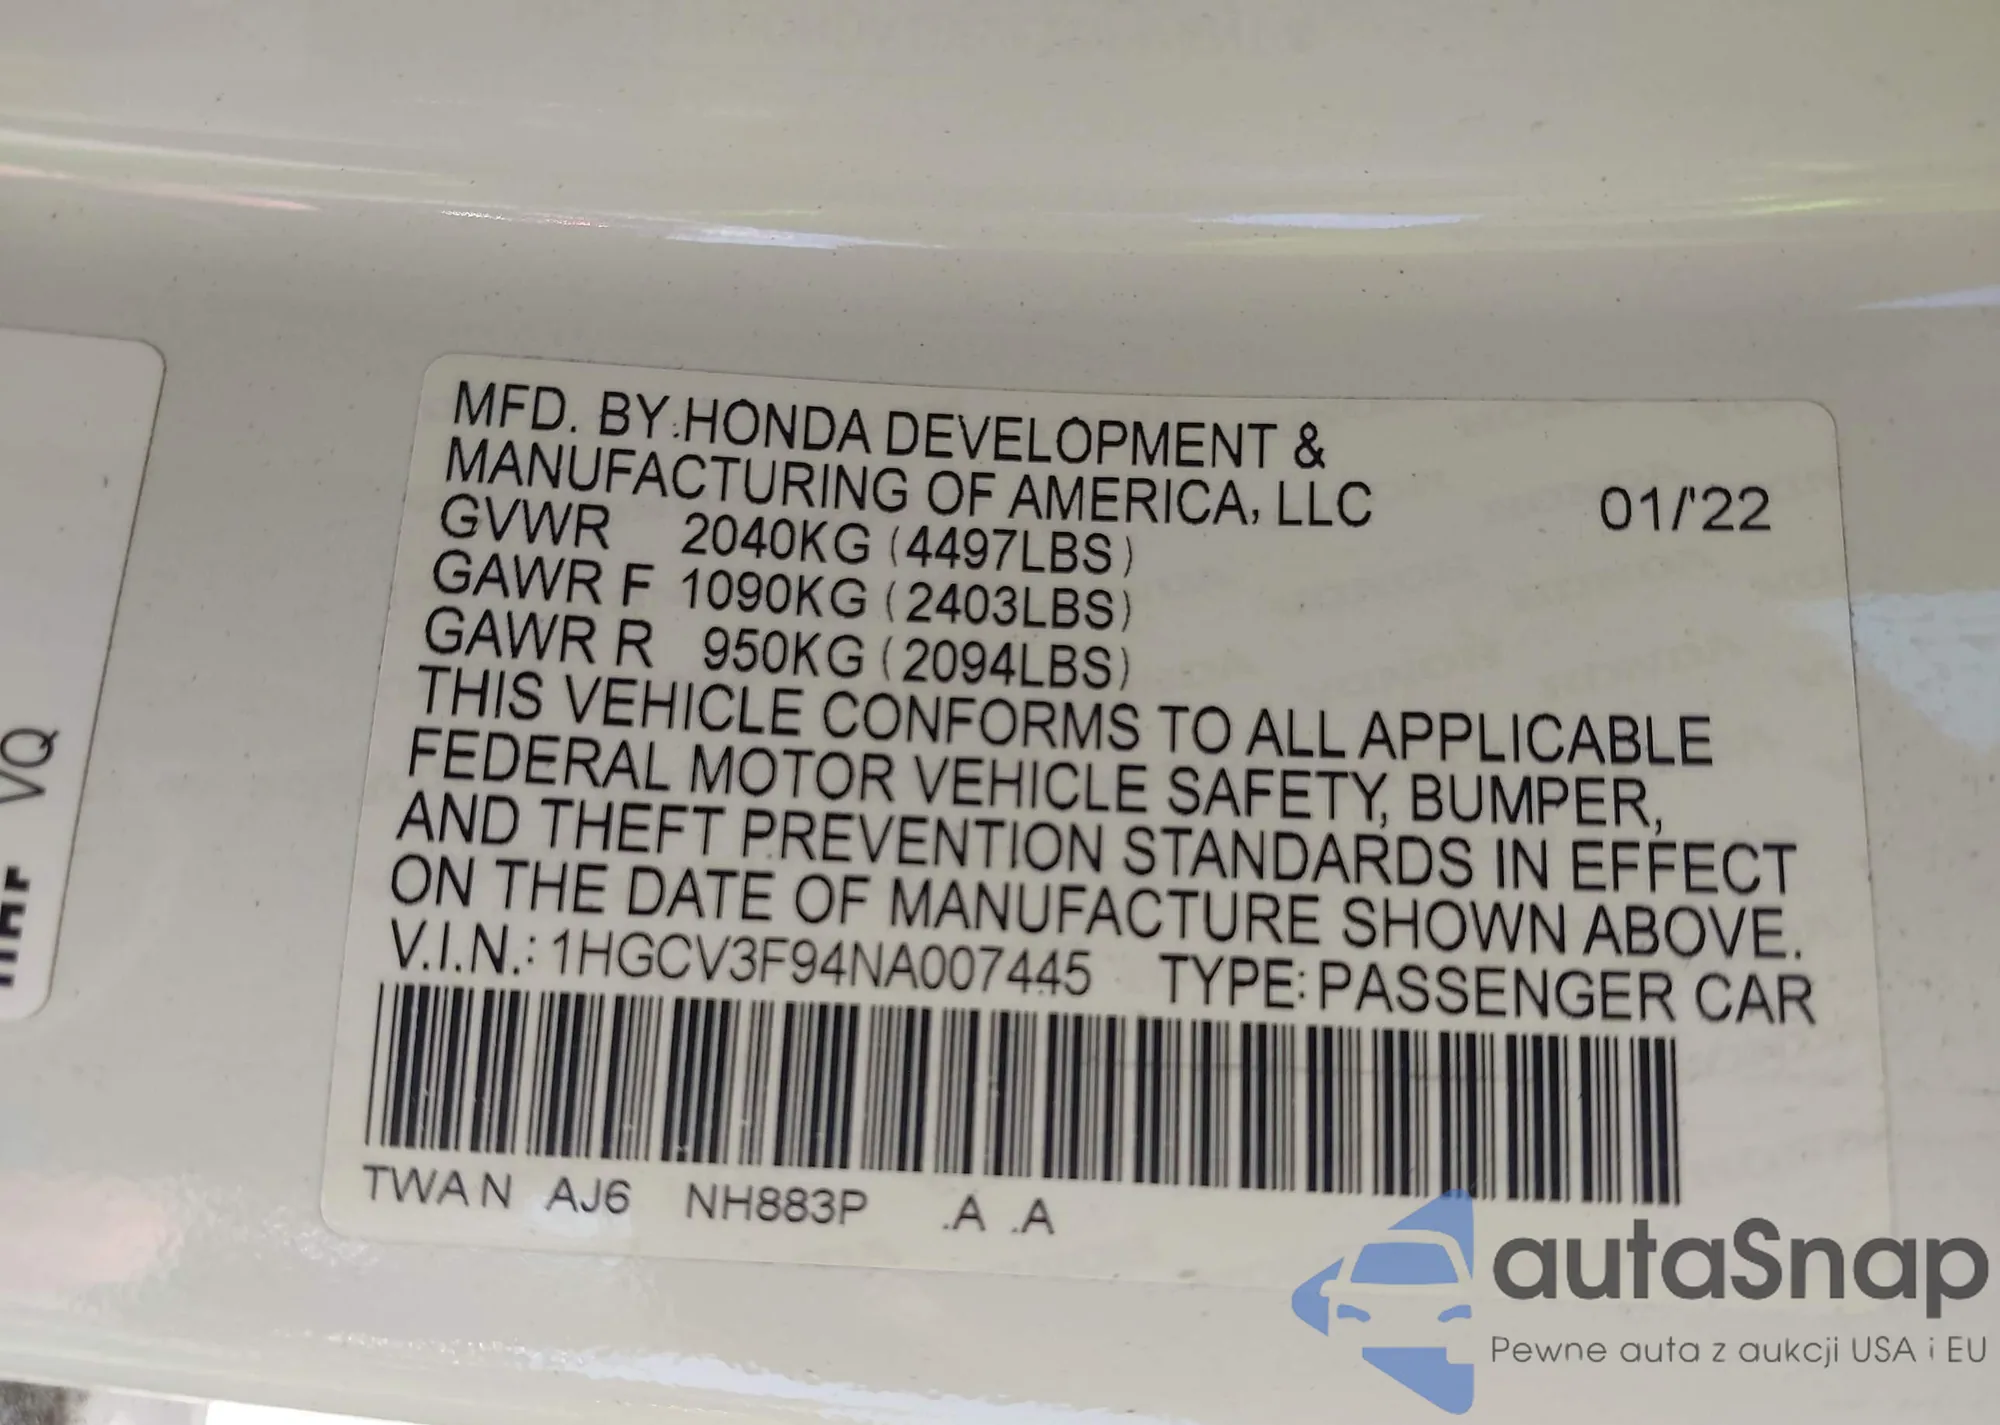 MFD. BY:HONDA DEVELOPMENT &
MANUFACTURING OF AMERICA, LLC 01/'22
GVWR 2040KG (4497LBS)
GAWR F 1090KG (2403LBS)
GAWR R 950KG (2094LBS)
THIS VEHICLE CONFORMS TO ALL APPLICABLE
FEDERAL MOTOR VEHICLE SAFETY, BUMPER,
AND THEFT PREVENTION STANDARDS IN EFFECT
ON THE DATE OF MANUFACTURE SHOWN ABOVE.
V.I.N.: 1HGCV3F94NA007445 TYPE:PASSENGER CAR
TWAN AJ6 NH883P .A .A
VQ
autaSnap
Pewne auta z aukcji USA i EU